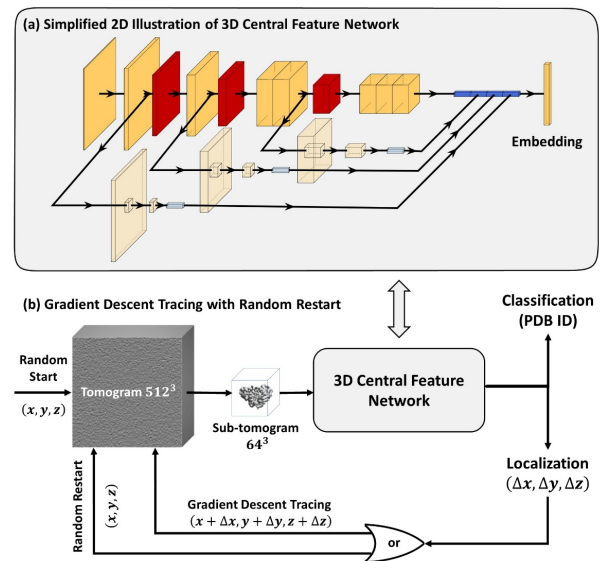 (a) Simplified 2D Illustration of 3D Central Feature Network
Embedding
(b) Gradient Descent Tracing with Random Restart
Classification
(PDB ID)
Random
Start
(x, y, z)
Tomogram 512³
Sub-tomogram
64³
3D Central Feature
Network
Localization
(Δx, Δy, Δz)
Random Restart
(x, y, z)
Gradient Descent Tracing
(x + Δx, y + Δy, z + Δz)
or